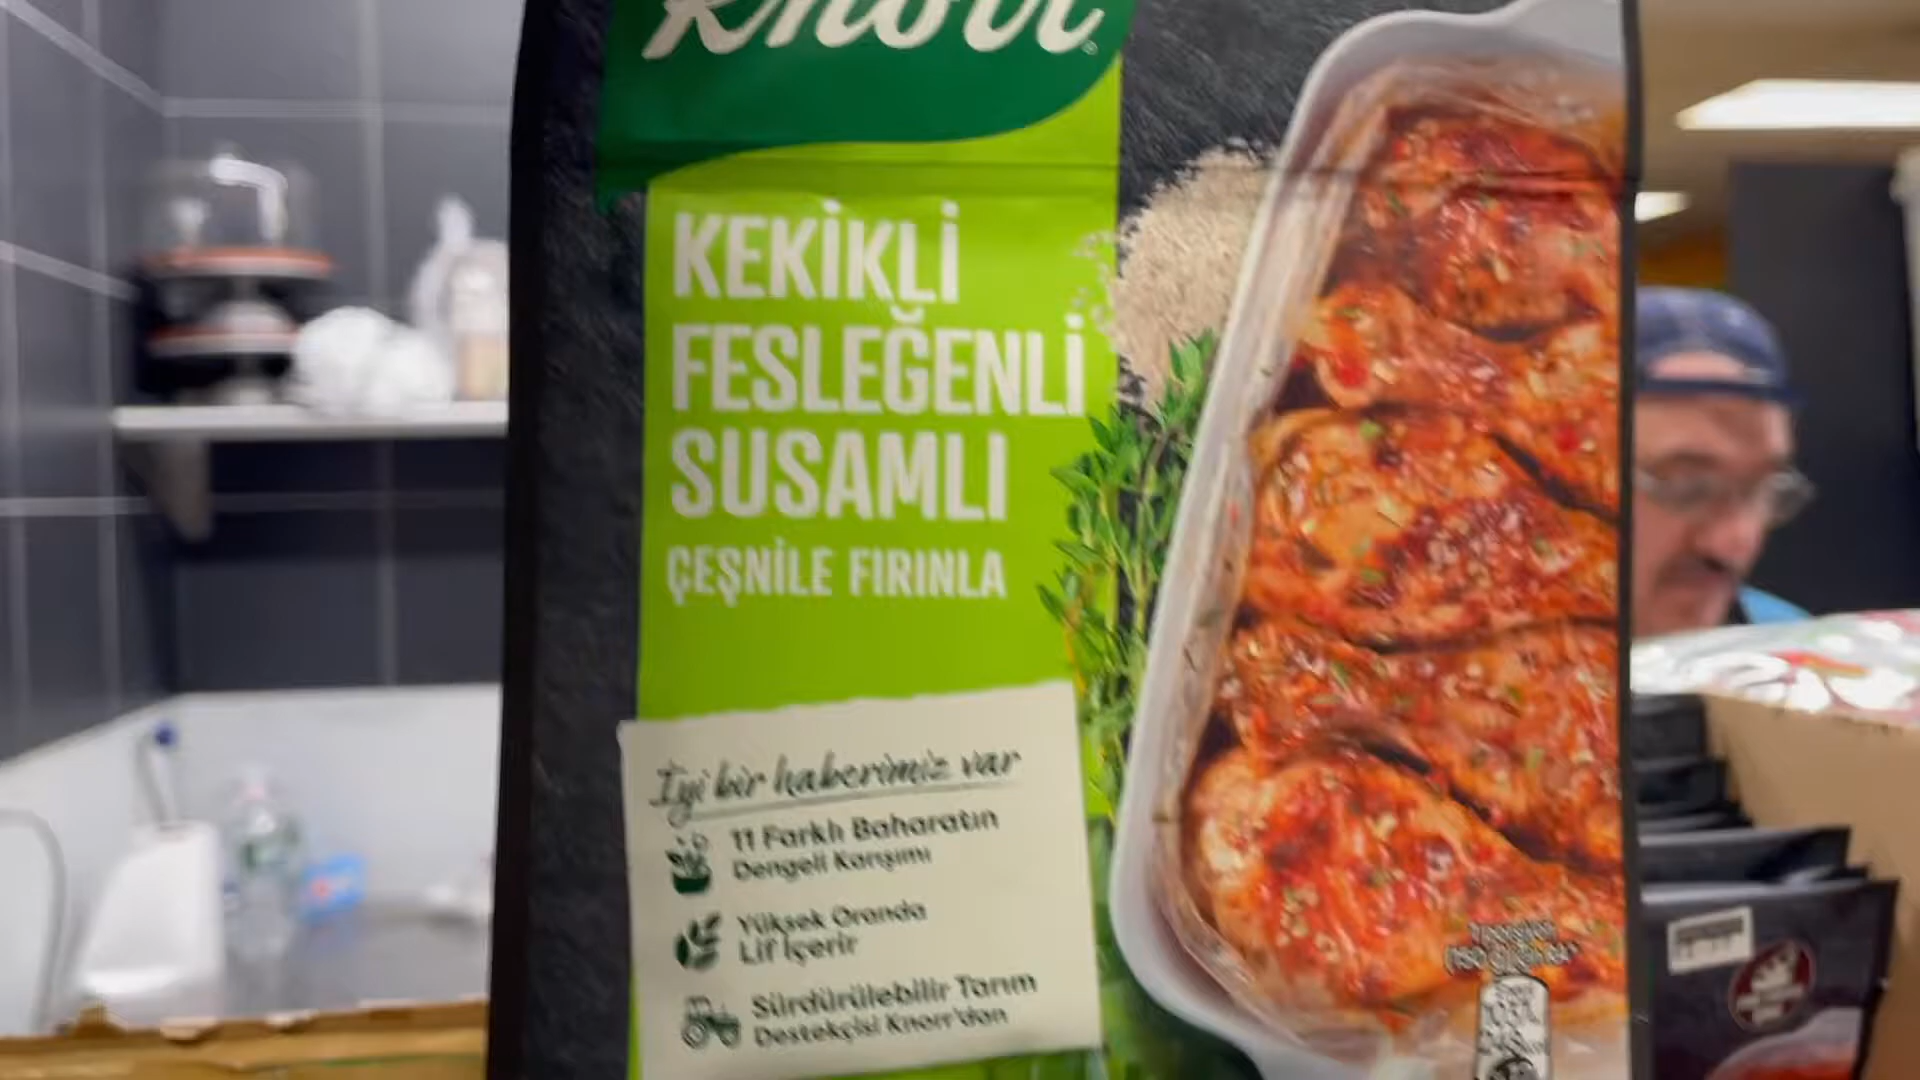 Knorr
KEKİKLİ
FESLEĞENLİ
SUSAMLI
ÇEŞNİLE FIRINLA
İyi bir haberimiz var
11 Farklı Baharatın
Dengeli Karışımı
Yüksek Oranda
Lif İçerir
Sürdürülebilir Tarım
Destekçisi Knorr'dan